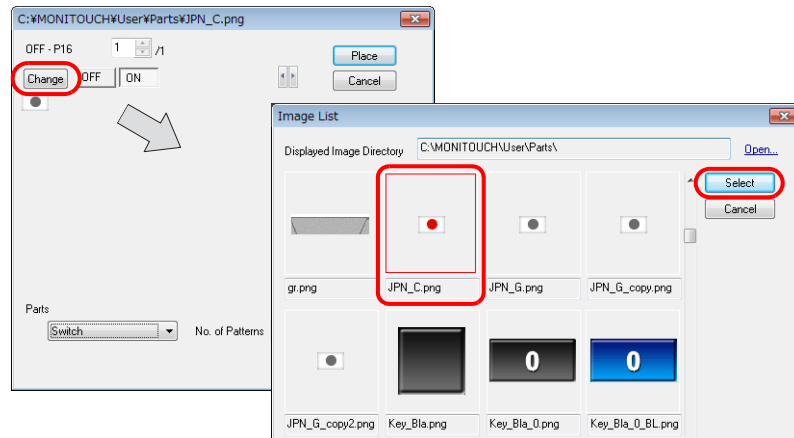 C:¥MONITOUCH¥User¥Parts¥JPN_C.png
OFF - P16 1 /1
Place
Change OFF ON
Cancel
Parts
Switch No. of Patterns
Image List
Displayed Image Directory C:\MONITOUCH\User\Parts\ Open...
Select
Cancel
gr.png JPN_C.png JPN_G.png JPN_G_copy.png
0 0
JPN_G_copy2.png Key_Bla.png Key_Bla_0.png Key_Bla_0_BL.png